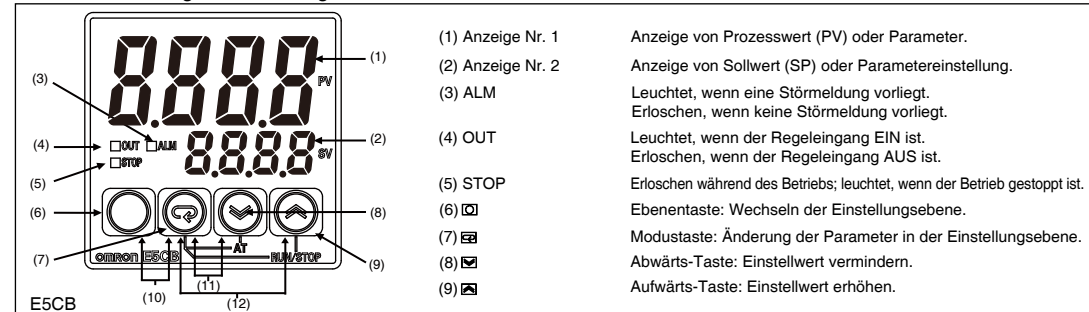 (1) Anzeige Nr. 1 Anzeige von Prozesswert (PV) oder Parameter.
(2) Anzeige Nr. 2 Anzeige von Sollwert (SP) oder Parametereinstellung.
(3) ALM Leuchtet, wenn eine Störmeldung vorliegt.
Erloschen, wenn keine Störmeldung vorliegt.
(4) OUT Leuchtet, wenn der Regeleingang EIN ist.
Erloschen, wenn der Regeleingang AUS ist.
(5) STOP Erloschen während des Betriebs; leuchtet, wenn der Betrieb gestoppt ist.
(6) Ebenentaste: Wechseln der Einstellungsebene.
(7) Modustaste: Änderung der Parameter in der Einstellungsebene.
(8) Abwärts-Taste: Einstellwert vermindern.
(9) Aufwärts-Taste: Einstellwert erhöhen.
8.8.8.8
PV
(1)
(3)
(4)
OUT ALM
8.8.8.8
SV
(2)
(5)
STOP
(6)
(8)
(7)
AT
(9)
omron E5CB
RUN/STOP
(10)
(11)
(12)
E5CB